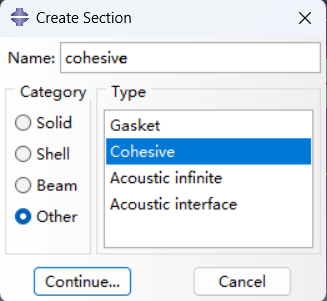 Create Section
Name: cohesive
Category
Type
Solid
Shell
Beam
Other
Gasket
Cohesive
Acoustic infinite
Acoustic interface
Continue...
Cancel